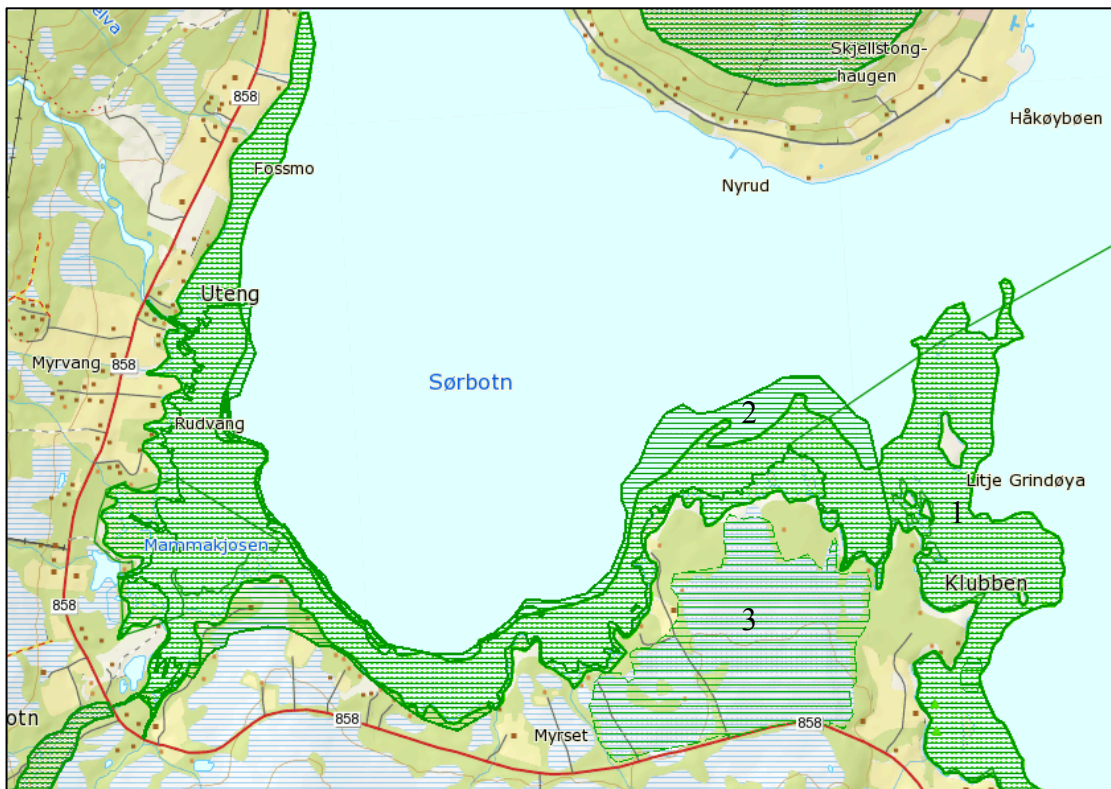 elva
858
Skjellstong-
haugen
Håkøybøen
Fossmo
Nyrud
Uteng
Myrvang
858
Sørbotn
2
Rudvang
Litje Grindøya
1
Mammakjosen
Klubben
858
3
otn
858
Myrset
858